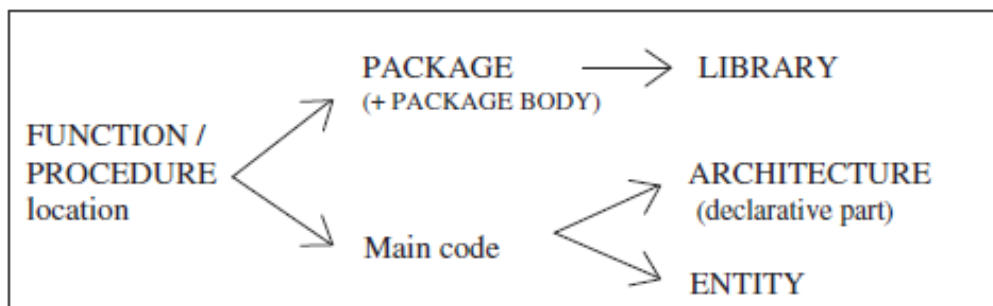 FUNCTION /
PROCEDURE
location
PACKAGE
(+ PACKAGE BODY)
LIBRARY
Main code
ARCHITECTURE
(declarative part)
ENTITY